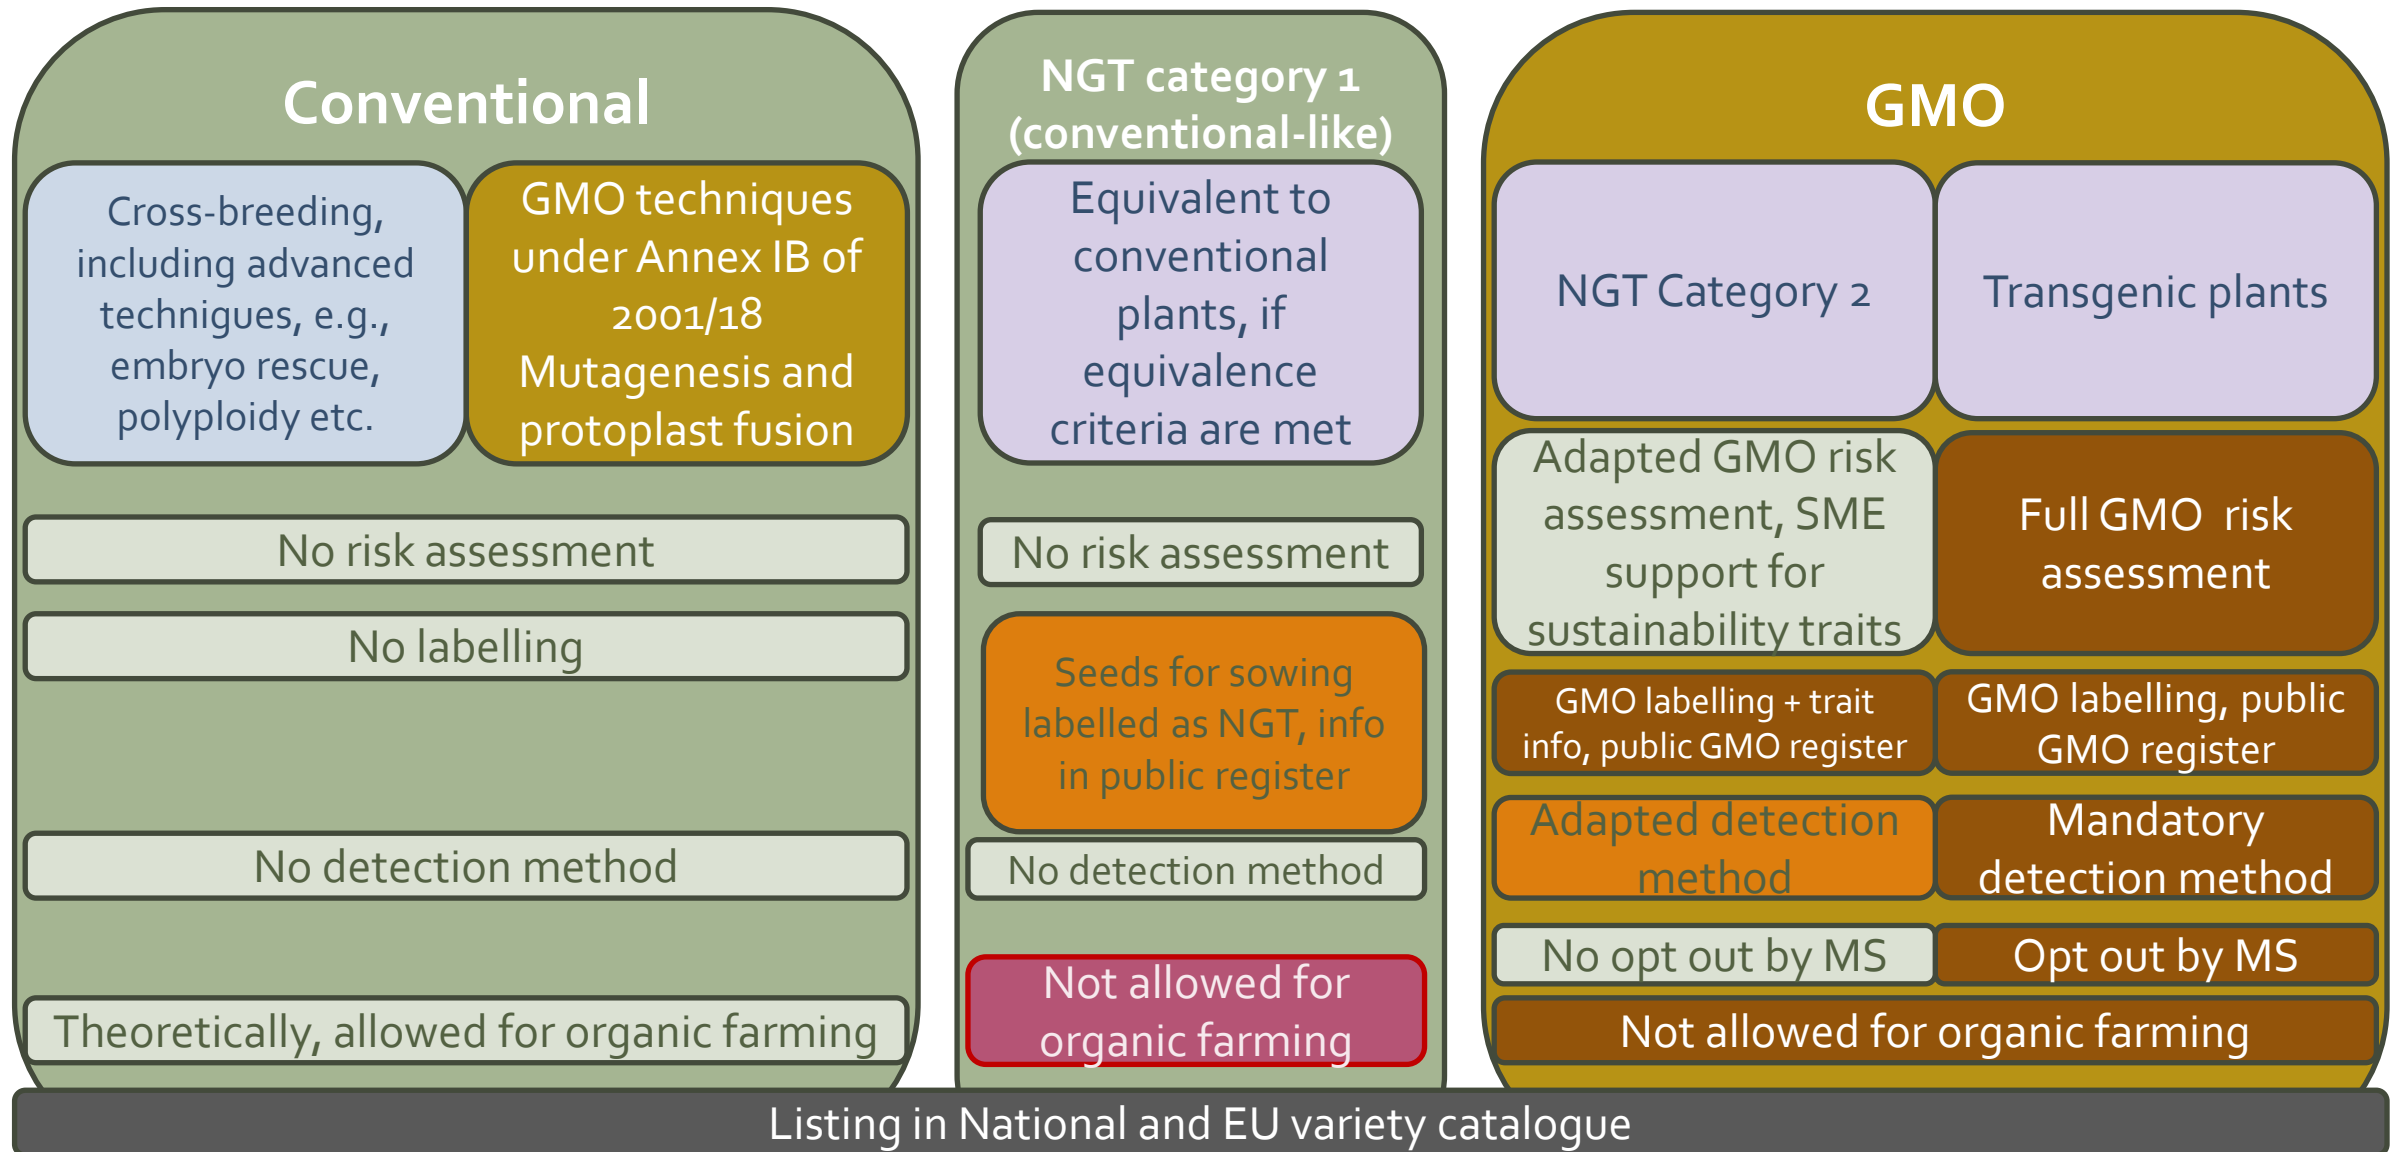 Conventional
Cross-breeding,
including advanced
technigues, e.g.,
embryo rescue,
polyploidy etc.
GMO techniques
under Annex IB of
2001/18
Mutagenesis and
protoplast fusion
No risk assessment
No labelling
No detection method
Theoretically, allowed for organic farming
NGT category 1
(conventional-like)
Equivalent to
conventional
plants, if
equivalence
criteria are met
No risk assessment
Seeds for sowing
labelled as NGT, info
in public register
No detection method
Not allowed for
organic farming
GMO
NGT Category 2
Transgenic plants
Adapted GMO risk
assessment, SME
support for
sustainability traits
Full GMO risk
assessment
GMO labelling + trait
info, public GMO register
GMO labelling, public
GMO register
Adapted detection
method
Mandatory
detection method
No opt out by MS
Opt out by MS
Not allowed for organic farming
Listing in National and EU variety catalogue